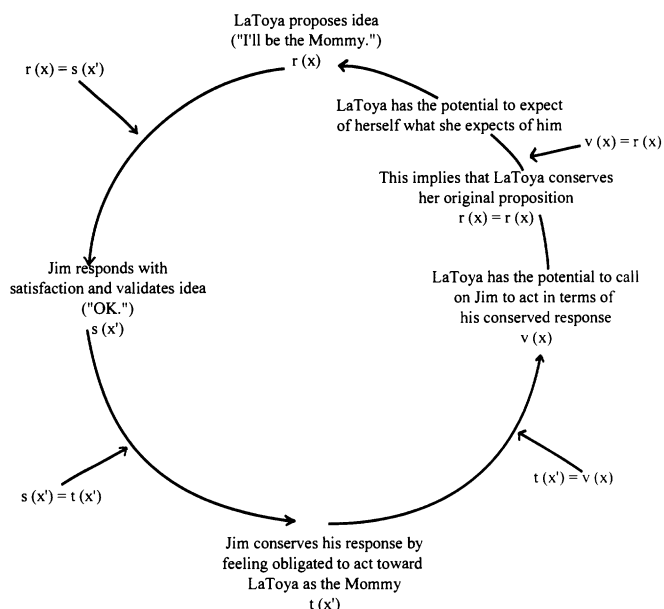 LaToya proposes idea
("I'll be the Mommy.")
r (x)
r (x) = s (x')
LaToya has the potential to expect
of herself what she expects of him
v (x) = r (x)
This implies that LaToya conserves
her original proposition
r (x) = r (x)
Jim responds with
satisfaction and validates idea
("OK.")
s (x')
LaToya has the potential to call
on Jim to act in terms of
his conserved response
v (x)
s (x') = t (x')
t (x') = v (x)
Jim conserves his response by
feeling obligated to act toward
LaToya as the Mommy
t (x')